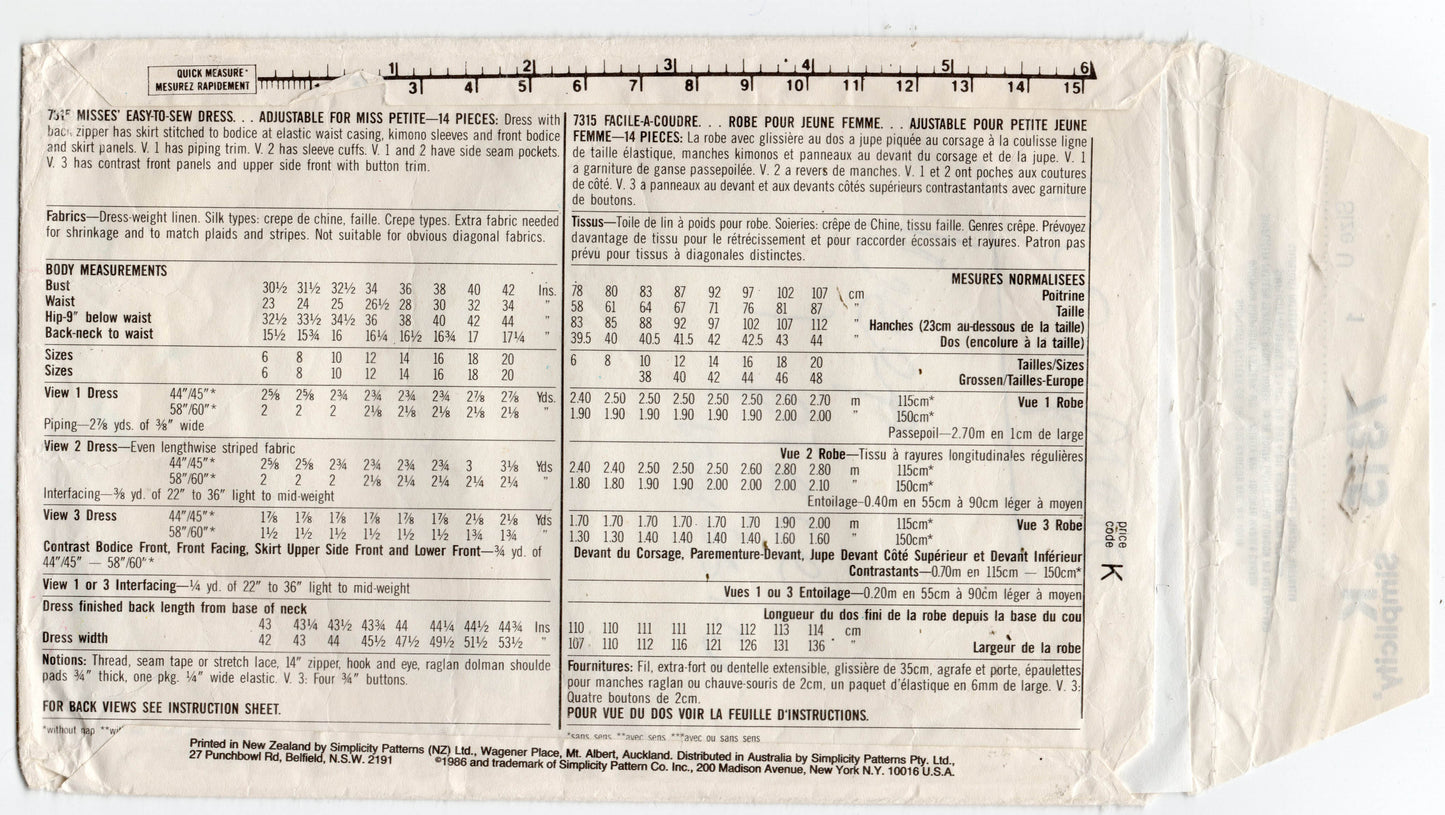 QUICK MEASURE*
MESUREZ RAPIDEMENT
1 2 3 4 5 6
3 4 5 6 7 8 9 10 11 12 13 14 15
MISSES' EASY-TO-SEW DRESS. . . ADJUSTABLE FOR MISS PETITE—14 PIECES: Dress with
back zipper has skirt stitched to bodice at elastic waist casing, kimono sleeves and front bodice
and skirt panels. V. 1 has piping trim. V. 2 has sleeve cuffs. V. 1 and 2 have side seam pockets.
V. 3 has contrast front panels and upper side front with button trim.
Fabrics—Dress-weight linen. Silk types: crepe de chine, faille. Crepe types. Extra fabric needed
for shrinkage and to match plaids and stripes. Not suitable for obvious diagonal fabrics.
BODY MEASUREMENTS
Bust 30½ 31½ 32½ 34 36 38 40 42 Ins.
Waist 23 24 25 26½ 28 30 32 34 "
Hip-9" below waist 32½ 33½ 34½ 36 38 40 42 44 "
Back-neck to waist 15½ 15¾ 16 16¼ 16½ 16¾ 17 17¼ "
Sizes 6 8 10 12 14 16 18 20
Sizes 6 8 10 12 14 16 18 20
View 1 Dress 44"/45"* 2⅝ 2⅝ 2¾ 2¾ 2¾ 2¾ 2⅞ 2⅞ Yds.
58"/60"* 2 2 2 2⅛ 2⅛ 2⅛ 2⅛ 2⅛ "
Piping—2⅞ yds. of ⅜" wide
View 2 Dress—Even lengthwise striped fabric
44"/45"* 2⅝ 2⅝ 2¾ 2¾ 2¾ 2¾ 3 3⅛ Yds
58"/60"* 2 2 2 2⅛ 2¼ 2¼ 2¼ 2¼ "
Interfacing—⅜ yd. of 22" to 36" light to mid-weight
View 3 Dress 44"/45"* 1⅞ 1⅞ 1⅞ 1⅞ 1⅞ 1⅞ 2⅛ 2⅛ Yds
58"/60"* 1½ 1½ 1½ 1½ 1½ 1½ 1¾ 1¾ "
Contrast Bodice Front, Front Facing, Skirt Upper Side Front and Lower Front—¾ yd. of
44"/45" — 58"/60"*
View 1 or 3 Interfacing—¼ yd. of 22" to 36" light to mid-weight
Dress finished back length from base of neck
43 43¼ 43½ 43¾ 44 44¼ 44½ 44¾ Ins
Dress width 42 43 44 45½ 47½ 49½ 51½ 53½ "
Notions: Thread, seam tape or stretch lace, 14" zipper, hook and eye, raglan dolman shoulde
pads ¾" thick, one pkg. ¼" wide elastic. V. 3: Four ¾" buttons.
FOR BACK VIEWS SEE INSTRUCTION SHEET.
*without nap
7315 FACILE-A-COUDRE. . . ROBE POUR JEUNE FEMME. . . AJUSTABLE POUR PETITE JEUNE
FEMME—14 PIECES: La robe avec glissière au dos a jupe piquée au corsage à la coulisse ligne
de taille élastique, manches kimonos et panneaux au devant du corsage et de la jupe. V. 1
a garniture de ganse passepoilée. V. 2 a revers de manches. V. 1 et 2 ont poches aux coutures
de côté. V. 3 a panneaux au devant et aux devants côtés supérieurs contrastantants avec garniture
de boutons.
Tissus—Toile de lin à poids pour robe. Soieries: crêpe de Chine, tissu faille. Genres crêpe. Prévoyez
davantage de tissu pour le rétrécissement et pour raccorder écossais et rayures. Patron pas
prévu pour tissus à diagonales distinctes.
MESURES NORMALISEES
78 80 83 87 92 97 102 107 cm Poitrine
58 61 64 67 71 76 81 87 " Taille
83 85 88 92 97 102 107 112 " Hanches (23cm au-dessous de la taille)
39.5 40 40.5 41.5 42 42.5 43 44 " Dos (encolure à la taille)
6 8 10 12 14 16 18 20 Tailles/Sizes
38 40 42 44 46 48 Grossen/Tailles-Europe
2.40 2.50 2.50 2.50 2.50 2.50 2.60 2.70 m 115cm* Vue 1 Robe
1.90 1.90 1.90 1.90 1.90 1.90 2.00 2.00 " 150cm*
Passepoil—2.70m en 1cm de large
Vue 2 Robe—Tissu à rayures longitudinales régulières
2.40 2.40 2.50 2.50 2.50 2.60 2.80 2.80 m 115cm*
1.80 1.80 1.90 1.90 2.00 2.00 2.00 2.10 " 150cm*
Entoilage—0.40m en 55cm à 90cm léger à moyen
1.70 1.70 1.70 1.70 1.70 1.70 1.90 2.00 m 115cm* Vue 3 Robe
1.30 1.30 1.40 1.40 1.40 1.40 1.60 1.60 " 150cm*
Devant du Corsage, Parementure-Devant, Jupe Devant Côté Supérieur et Devant Inférieur
Contrastants—0.70m en 115cm — 150cm*
Vues 1 ou 3 Entoilage—0.20m en 55cm à 90cm léger à moyen
Longueur du dos fini de la robe depuis la base du cou
110 110 111 111 112 112 113 114 cm
107 110 112 116 121 126 131 136 " Largeur de la robe
Fournitures: Fil, extra-fort ou dentelle extensible, glissière de 35cm, agrafe et porte, épaulettes
pour manches raglan ou chauve-souris de 2cm, un paquet d'élastique en 6mm de large. V. 3:
Quatre boutons de 2cm.
POUR VUE DU DOS VOIR LA FEUILLE D'INSTRUCTIONS.
*sans sens **avec sens ***avec ou sans sens
price
code K
Printed in New Zealand by Simplicity Patterns (NZ) Ltd., Wagener Place, Mt. Albert, Auckland. Distributed in Australia by Simplicity Patterns Pty. Ltd.,
27 Punchbowl Rd, Belfield, N.S.W. 2191 ©1986 and trademark of Simplicity Pattern Co. Inc., 200 Madison Avenue, New York N.Y. 10016 U.S.A.
7315
K
Simplicity